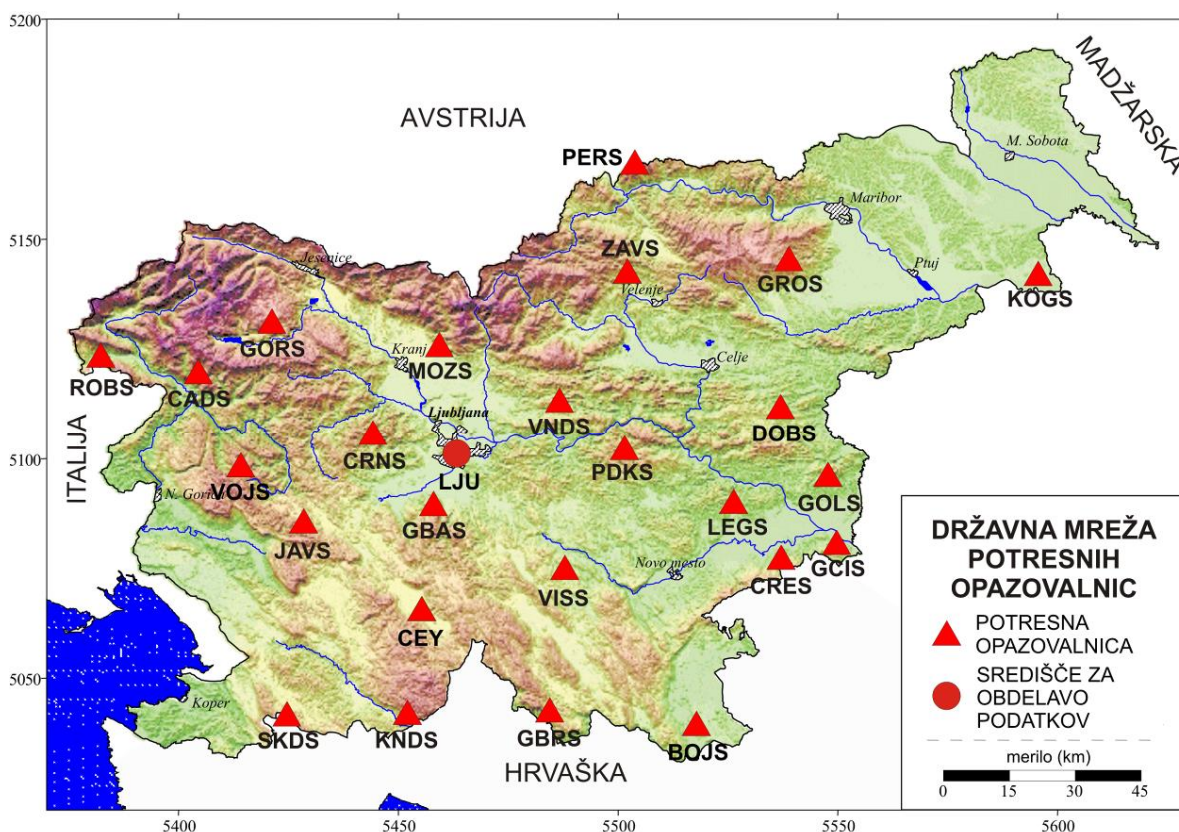 5200
AVSTRIJA
MADŽARSKA
PERS
M. Sobota
Maribor
5150
ZAVS
Jesenice
GROS
Ptuj
Velenje
KOGS
GORS
Kranj
MOZS
Celje
ROBS
CADS
Ljubljana
VNDS
DOBS
ITALIJA
CRNS
5100
LJU
PDKS
VOJS
N. Gorica
GOLS
GBAS
LEGS
JAVS
GCIS
Novo mesto
CRES
VISS
CEY
5050
Koper
SKDS
KNDS
GBRS
BOJS
HRVAŠKA
DRŽAVNA MREŽA
POTRESNIH
OPAZOVALNIC
POTRESNA
OPAZOVALNICA
SREDIŠČE ZA
OBDELAVO
PODATKOV
merilo (km)
0 15 30 45
5400 5450 5500 5550 5600